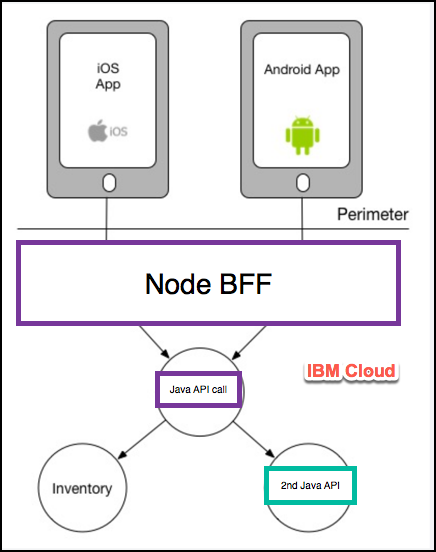 iOS
App
iOS
Android App
Perimeter
Node BFF
IBM Cloud
Java API call
Inventory
2nd Java API